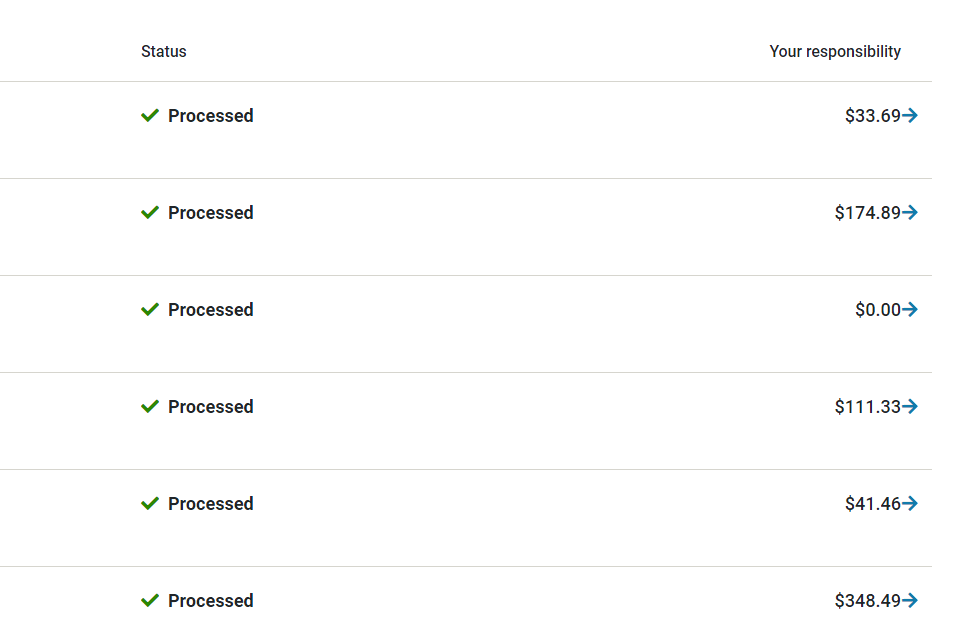 Status Your responsibility
Processed $33.69
Processed $174.89
Processed $0.00
Processed $111.33
Processed $41.46
Processed $348.49